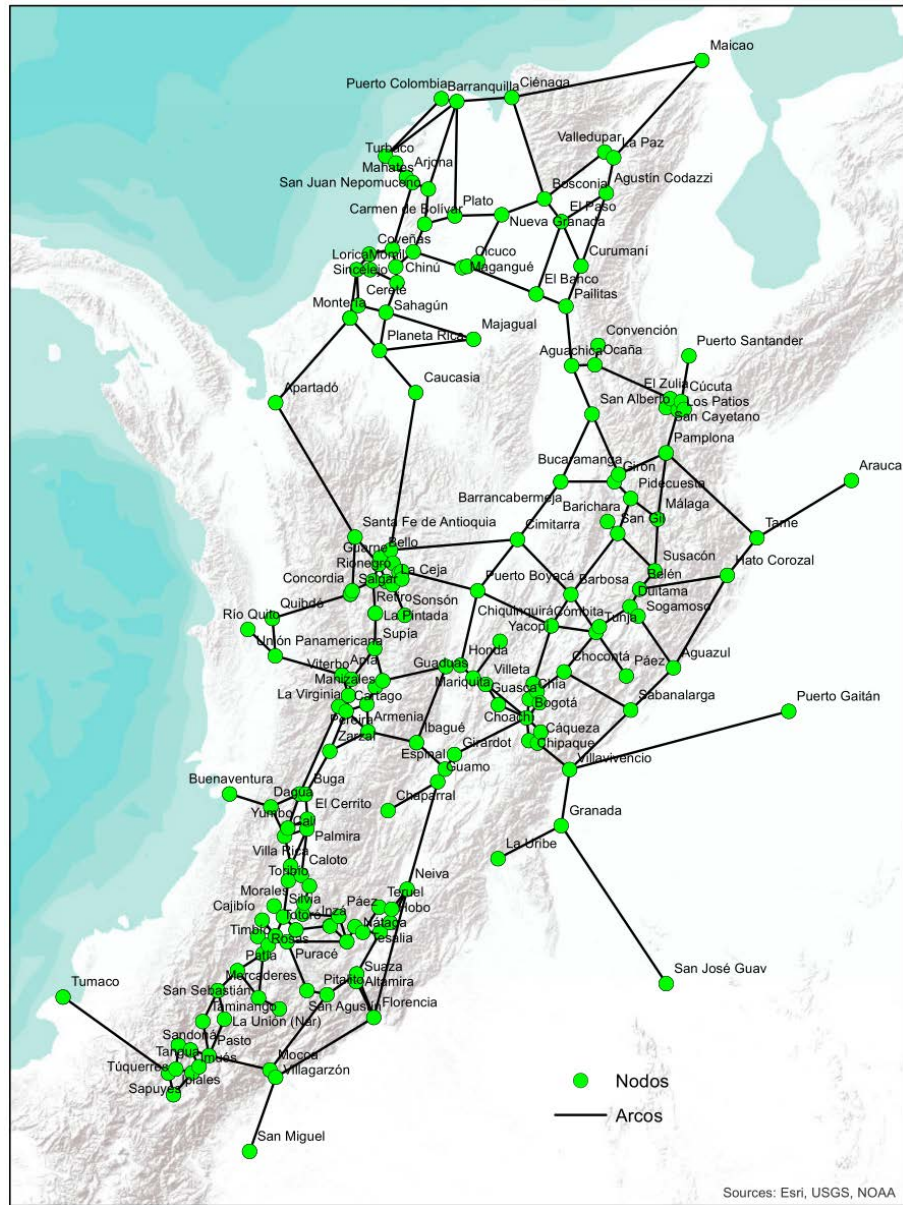 Maicao
Puerto Colombia
Barranquilla
Ciénaga
Valledupar
La Paz
Turbaco
Mahates
Arjona
San Juan Nepomuceno
Agustín Codazzi
Bosconia
Carmen de Bolívar
Plato
El Paso
Nueva Granada
Coveñas
Lorica
Momil
Cicuco
Curumaní
Sincelejo
Chinú
Magangué
Cereté
El Banco
Pailitas
Montería
Sahagún
Planeta Rica
Majagual
Convención
Puerto Santander
Aguachica
Ocaña
Apartadó
Caucasia
El Zulia
Cúcuta
San Alberto
Los Patios
San Cayetano
Pamplona
Bucaramanga
Giron
Arauca
Pidecuesta
Barrancabermeja
Barichara
Málaga
Santa Fe de Antioquia
Cimitarra
San Gil
Tame
Guarne
Bello
Rionegro
La Ceja
Susacón
Hato Corozal
Concordia
Salgar
Puerto Boyacá
Barbosa
Belén
Retiro
Sonsón
Duitama
Quibdó
La Pintada
Chiquinquirá
Cómbita
Sogamoso
Río Quito
Yacopí
Tunja
Unión Panamericana
Supía
Honda
Chocontá
Páez
Aguazul
Viterbo
Apía
Guaduas
Villeta
Manizales
Mariquita
Guasca
Chía
Sabanalarga
Puerto Gaitán
La Virginia
Cartago
Choachí
Bogotá
Pereira
Armenia
Ibagué
Cáqueza
Zarzal
Girardot
Chipaque
Espinal
Villavivencio
Guamo
Buenaventura
Buga
Dagua
Chaparral
El Cerrito
Yumbo
Cali
Granada
Palmira
Villa Rica
La Uribe
Caloto
Toribío
Neiva
Teruel
Morales
Silvia
Páez
Hobo
Cajibío
Totoró
Inzá
Nátaga
Timbío
Rosas
Tesalia
Patía
Puracé
Suaza
Mercaderes
Pitalito
Altamira
San José Guav
Tumaco
San Sebastián
Taminango
San Agustín
Florencia
La Unión (Nar)
Sandoná
Pasto
Tangua
Imués
Túquerres
Mocoa
Ipiales
Villagarzón
Sapuyes
San Miguel
Nodos
Arcos
Sources: Esri, USGS, NOAA